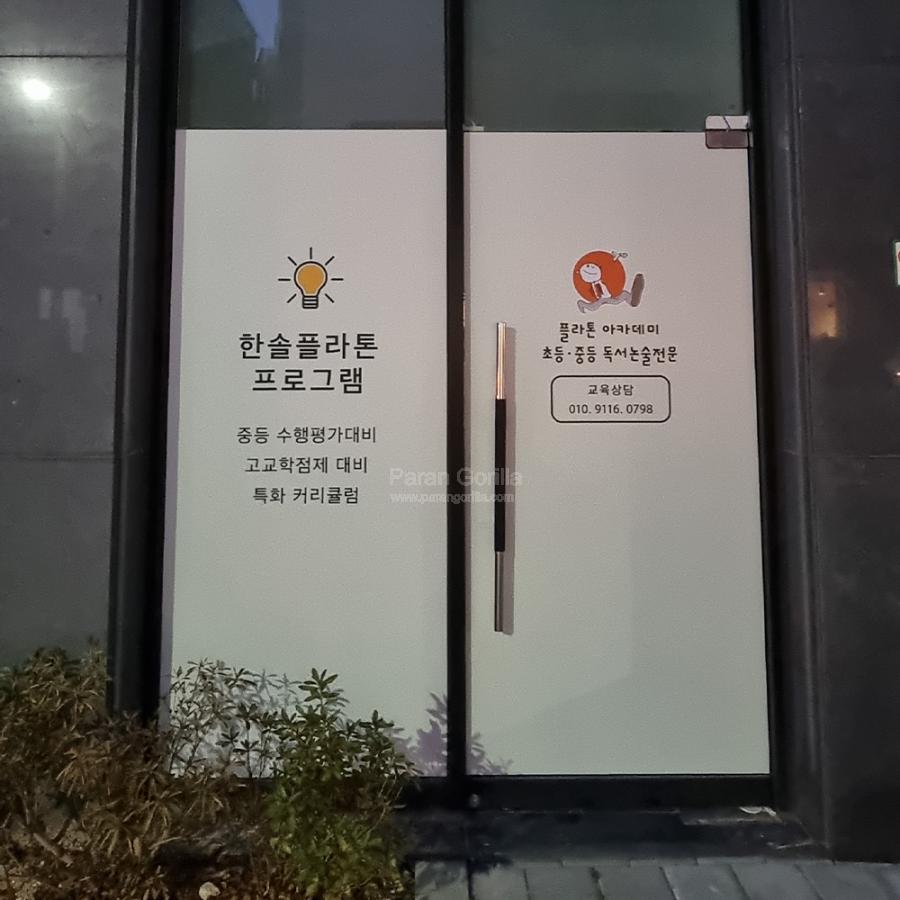 한솔플라톤
프로그램
중등 수행평가대비
고교학점제 대비
특화 커리큘럼
플라톤 아카데미
초등·중등 독서논술전문
교육상담
010. 9116. 0798
Paran Gorilla
www.parangorilla.com